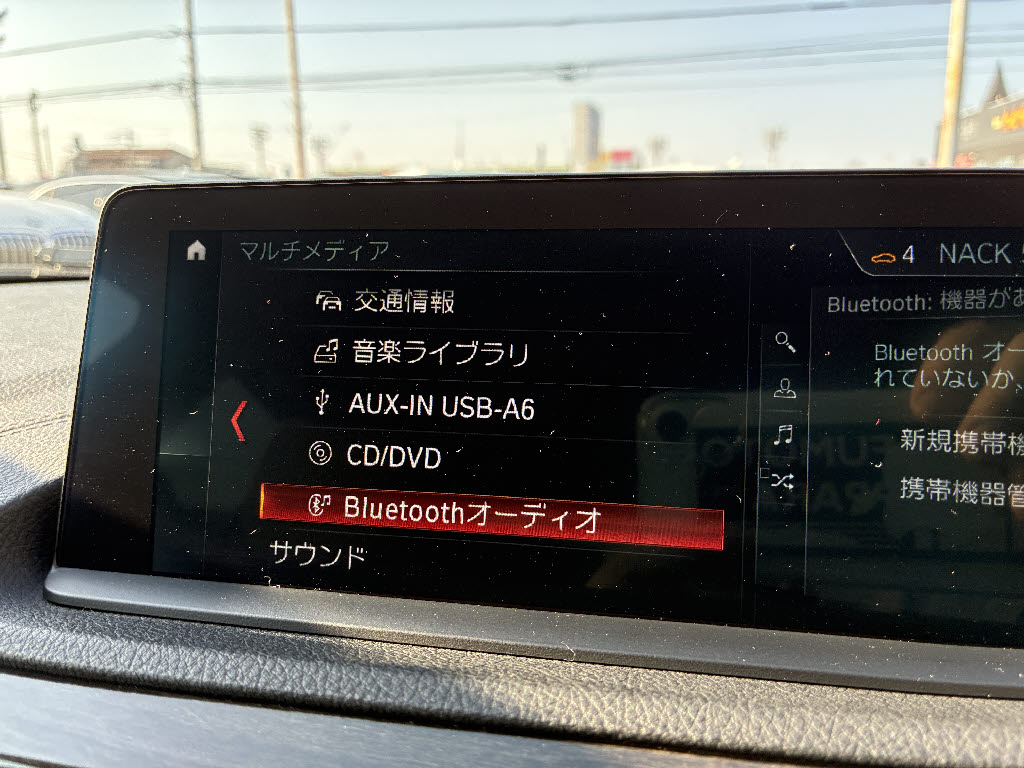 マルチメディア
4 NACK 5
交通情報
音楽ライブラリ
AUX-IN USB-A6
CD/DVD
Bluetoothオーディオ
サウンド
Bluetooth: 機器があ
Bluetooth オー
れていないか、
新規携帯機
携帯機器管